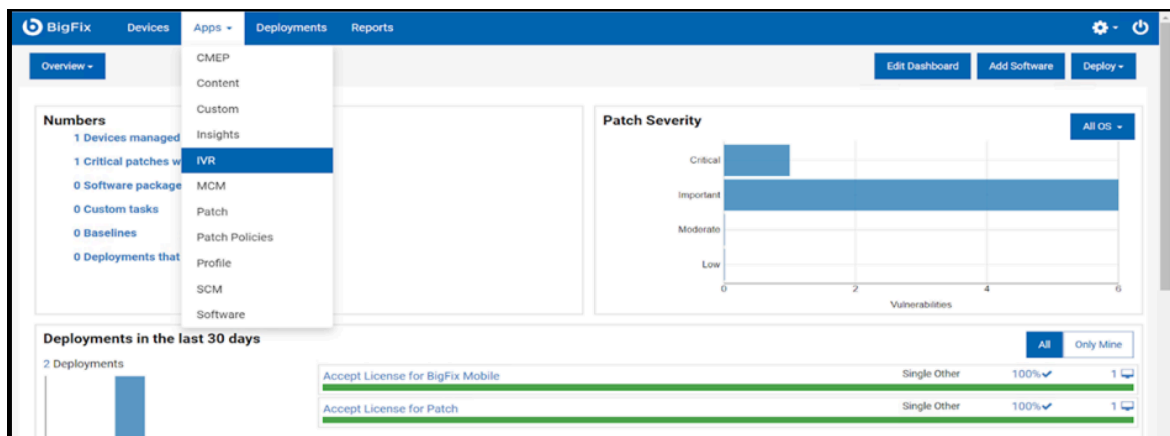 BigFix Devices Apps Deployments Reports
Overview
Edit Dashboard Add Software Deploy
CMEP
Content
Custom
Insights
IVR
MCM
Patch
Patch Policies
Profile
SCM
Software
Numbers
1 Devices managed
1 Critical patches w
0 Software package
0 Custom tasks
0 Baselines
0 Deployments that
Patch Severity
All OS
Critical
Important
Moderate
Low
0 2 4 6
Vulnerabilities
Deployments in the last 30 days
All Only Mine
2 Deployments
Accept License for BigFix Mobile Single Other 100% 1
Accept License for Patch Single Other 100% 1